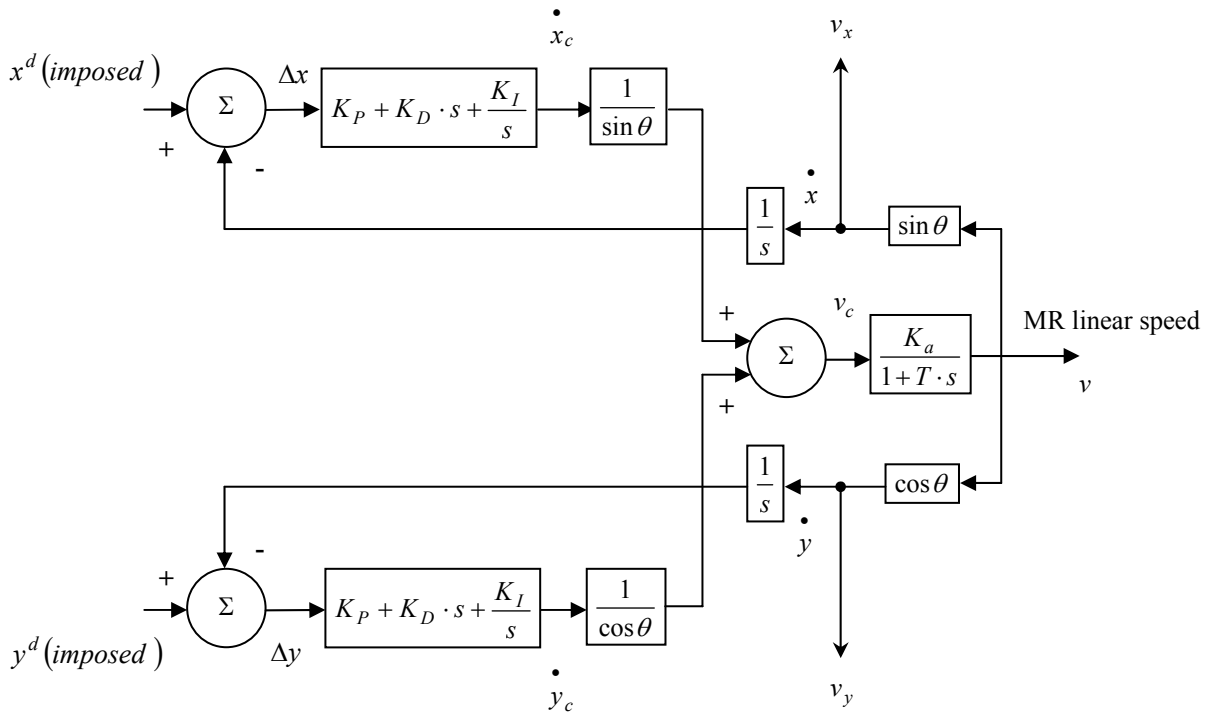 ẋ_c
v_x
x^d (imposed)
Δx
Σ
K_P + K_D · s + K_I / s
1 / sin θ
+
-
ẋ
1 / s
sin θ
+
v_c
MR linear speed
Σ
K_a / (1 + T · s)
v
+
1 / s
cos θ
ẏ
-
+
Σ
K_P + K_D · s + K_I / s
1 / cos θ
y^d (imposed)
Δy
ẏ_c
v_y